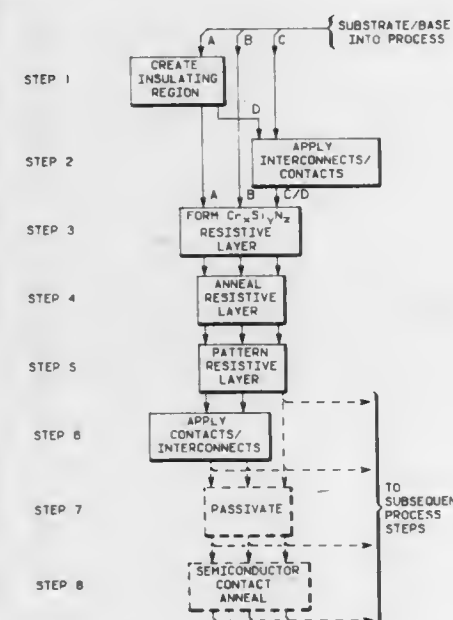 SUBSTRATE/BASE
INTO PROCESS
A B C
STEP 1
CREATE
INSULATING
REGION
D
STEP 2
APPLY
INTERCONNECTS/
CONTACTS
A B C/D
STEP 3
FORM CrxSiyNz
RESISTIVE
LAYER
STEP 4
ANNEAL
RESISTIVE
LAYER
STEP 5
PATTERN
RESISTIVE
LAYER
STEP 6
APPLY
CONTACTS/
INTERCONNECTS
STEP 7
PASSIVATE
TO
SUBSEQUEN
PROCESS
STEPS
STEP 8
SEMICONDUCTOR
CONTACT
ANNEAL